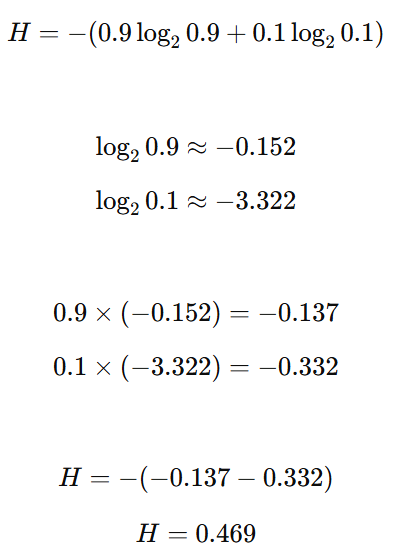 H = −(0.9 log₂ 0.9 + 0.1 log₂ 0.1)
log₂ 0.9 ≈ −0.152
log₂ 0.1 ≈ −3.322
0.9 × (−0.152) = −0.137
0.1 × (−3.322) = −0.332
H = −(−0.137 − 0.332)
H = 0.469